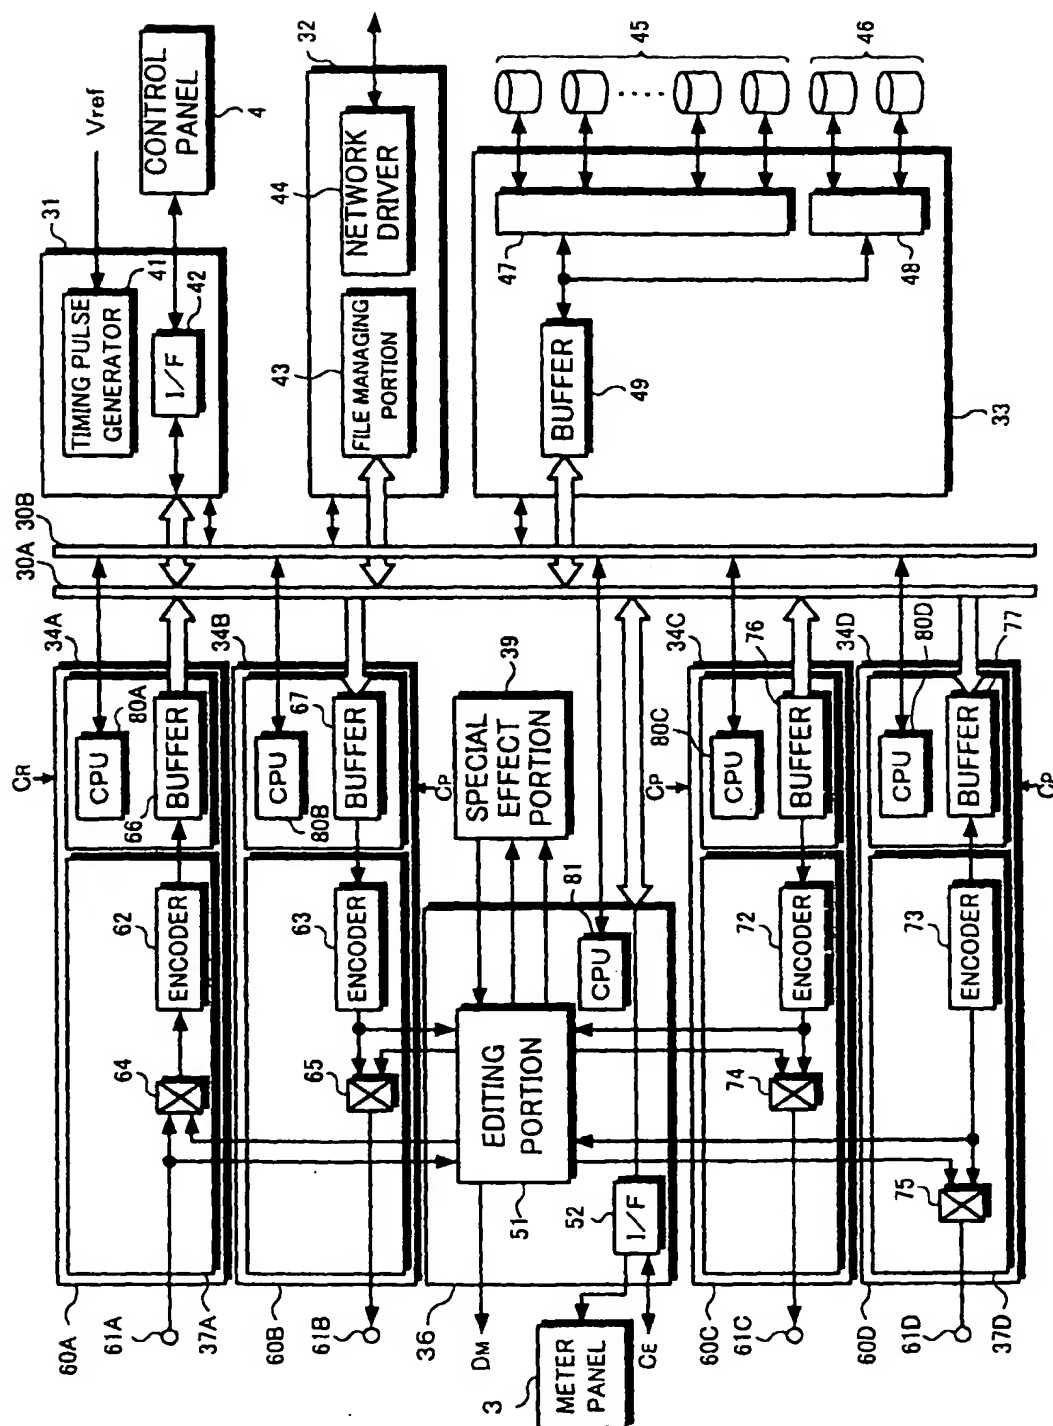 Vref
CONTROL
PANEL
4
31
TIMING PULSE
GENERATOR
41
I/F
42
32
NETWORK
DRIVER
44
FILE MANAGING
PORTION
43
45
46
47
48
BUFFER
49
33
30A
30B
CR
34A
CPU
80A
BUFFER
66
ENCODER
62
64
60A
61A
37A
34B
CPU
80B
BUFFER
67
CP
ENCODER
63
65
60B
61B
SPECIAL
EFFECT
PORTION
39
EDITING
PORTION
51
CPU
81
I/F
52
36
DM
CE
METER
PANEL
3
34C
CP
CPU
80C
BUFFER
76
ENCODER
72
74
60C
61C
34D
CPU
80D
BUFFER
77
CP
ENCODER
73
75
60D
61D
37D